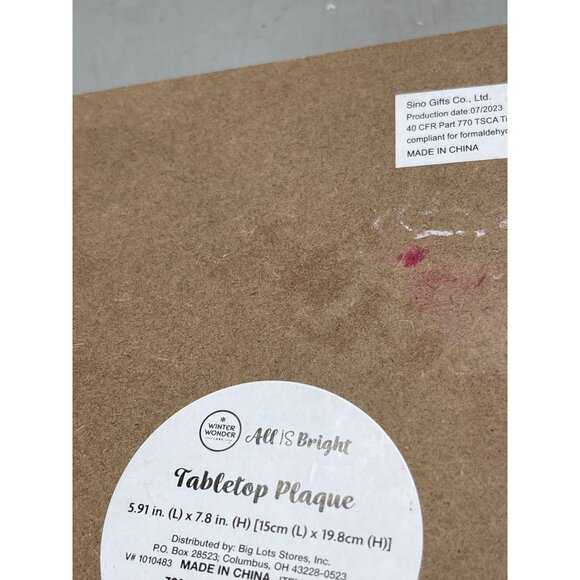 Sino Gifts Co., Ltd.
Production date:07/2023
40 CFR Part 770 TSCA
compliant for
MADE IN CHINA
WINTER
WONDER
LANE
All is Bright
Tabletop Plaque
5.91 in. (L) x 7.8 in. (H) [15cm (L) x 19.8cm (H)]
Distributed by: Big Lots Stores, Inc.
P.O. Box 28523; Columbus, OH 43228-0523
V# 1010483 MADE IN CHINA